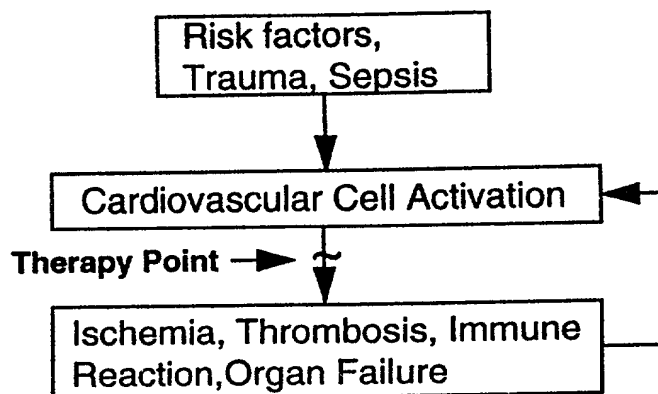 Risk factors,
Trauma, Sepsis
Cardiovascular Cell Activation
Therapy Point
Ischemia, Thrombosis, Immune
Reaction,Organ Failure